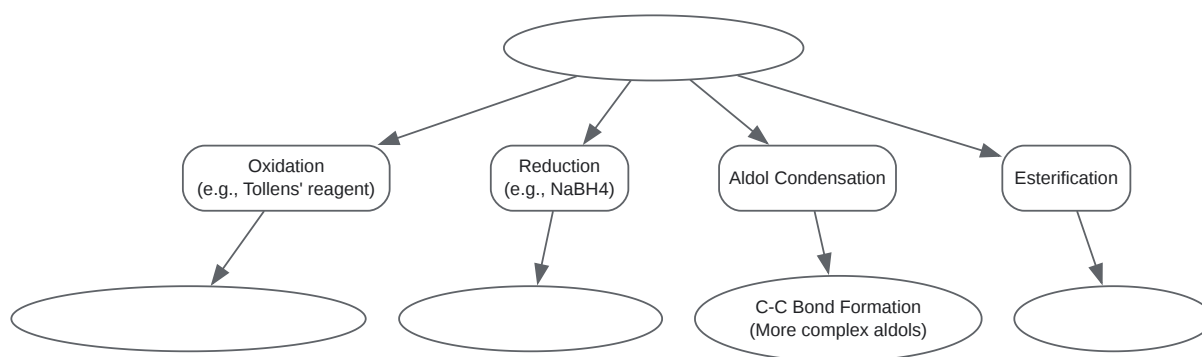 Oxidation
(e.g., Tollens' reagent)
Reduction
(e.g., NaBH4)
Aldol Condensation
Esterification
C-C Bond Formation
(More complex aldols)